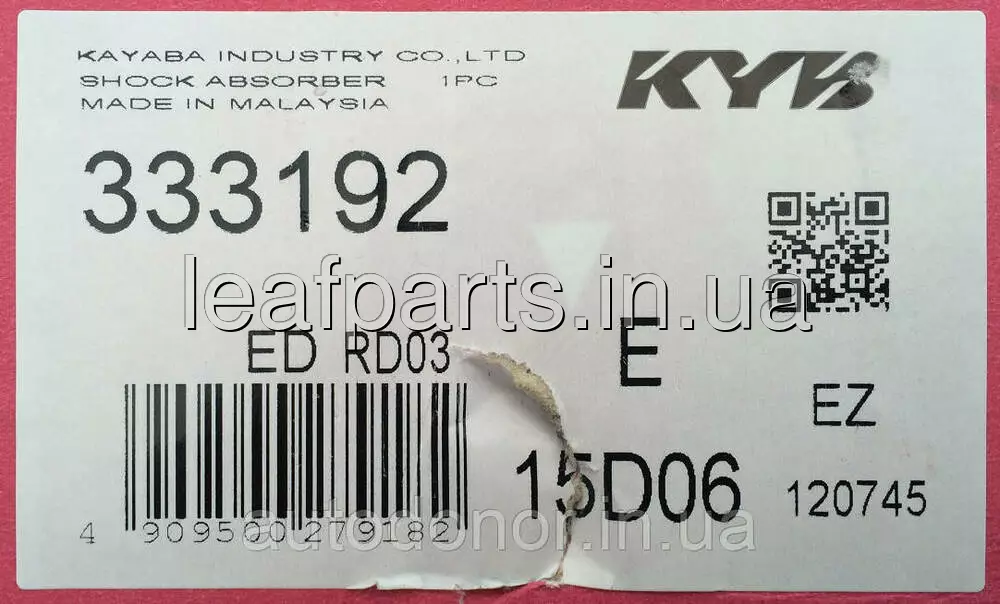 KAYABA INDUSTRY CO.,LTD
SHOCK ABSORBER 1PC
MADE IN MALAYSIA
KYB
333192
leafparts.in.ua
ED RD03
E
EZ
15D06
120745
4 909500 279182
autodonor.in.ua